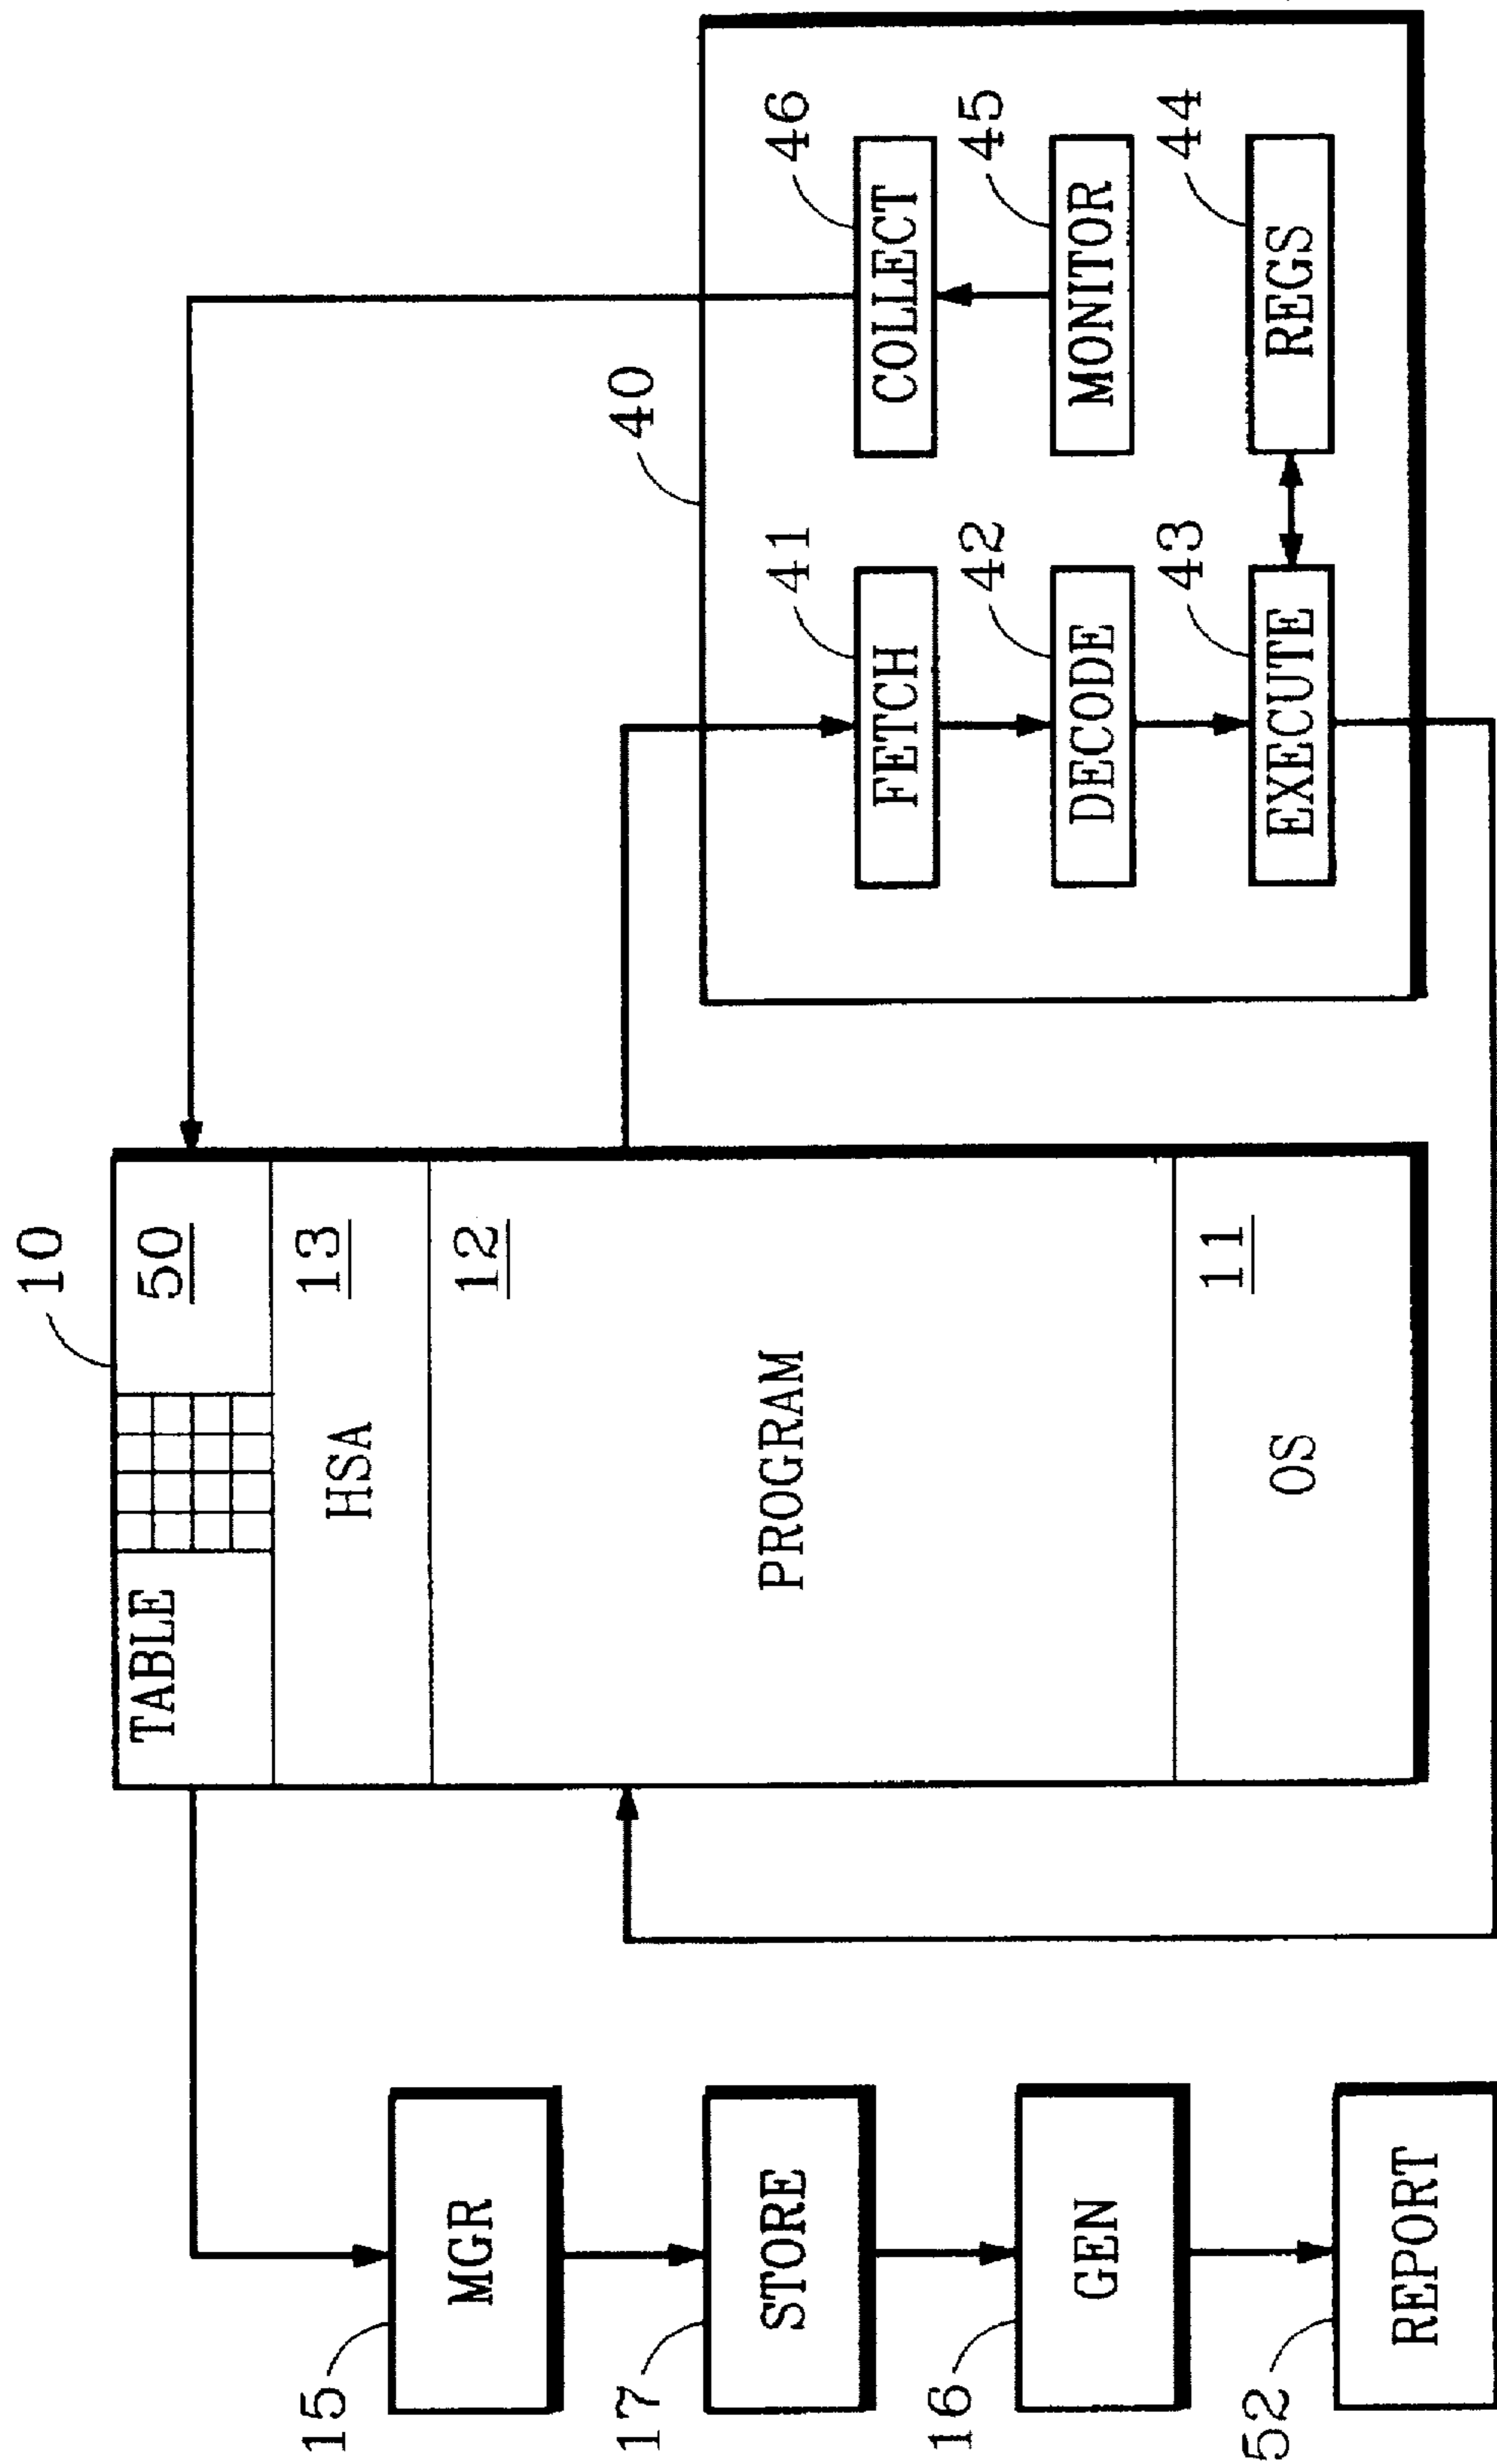 10
TABLE
50
HSA
13
PROGRAM
12
OS
11
15
MGR
17
STORE
16
GEN
52
REPORT
40
FETCH
41
DECODE
42
EXECUTE
43
COLLECT
46
MONITOR
45
REGS
44